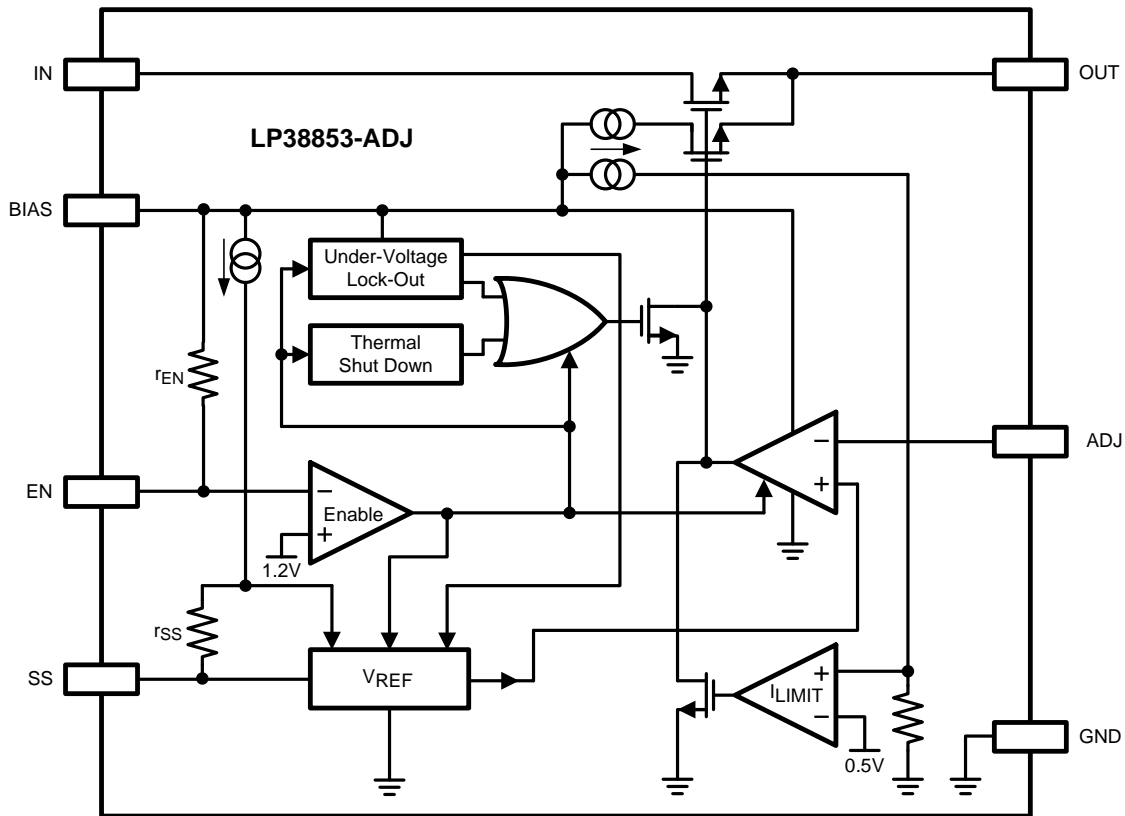 IN
OUT
LP38853-ADJ
BIAS
Under-Voltage
Lock-Out
Thermal
Shut Down
rEN
ADJ
−
EN
−
+
Enable
+
1.2V
rSS
SS
VREF
+
ILIMIT
−
GND
0.5V